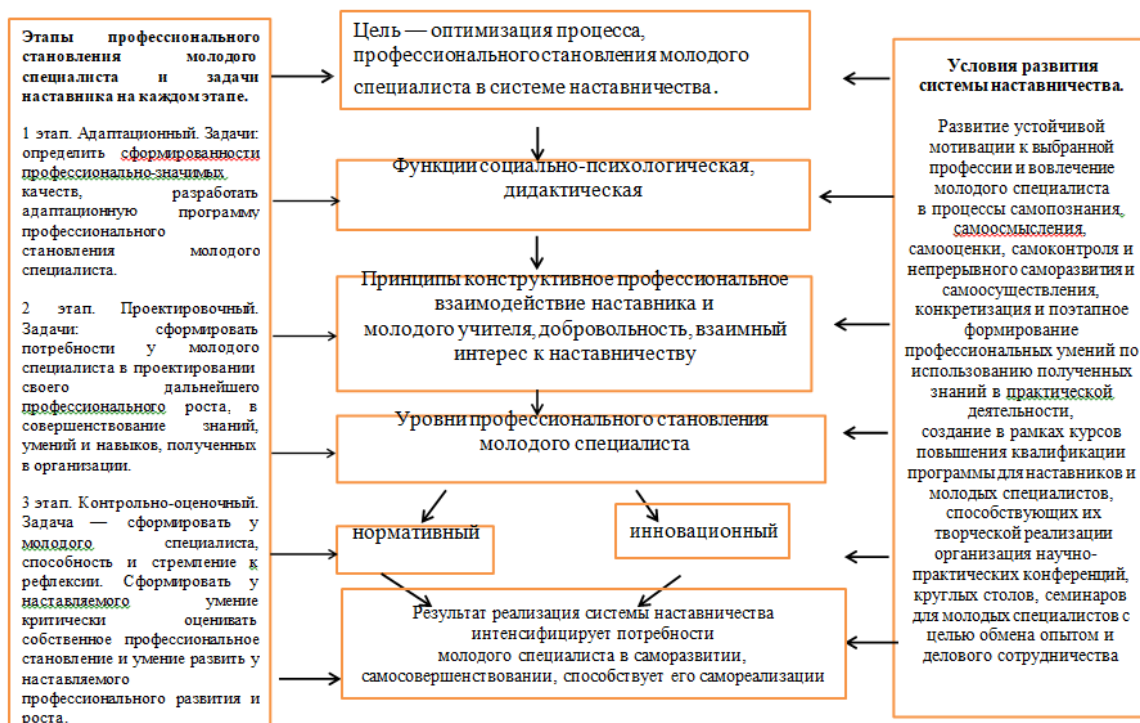 Этапы профессионального
становления молодого
специалиста и задачи
наставника на каждом этапе.
1 этап. Адаптационный. Задачи:
определить сформированности
профессионально-значимых
качеств, разработать
адаптационную программу
профессионального
становления молодого
специалиста.
2 этап. Проектировочный.
Задачи: сформировать
потребности у молодого
специалиста в проектировании
своего дальнейшего
профессионального роста, в
совершенствование знаний,
умений и навыков, полученных
в организации.
3 этап. Контрольно-оценочный.
Задача — сформировать у
молодого специалиста,
способность и стремление к
рефлексии. Сформировать у
наставляемого умение
критически оценивать
собственное профессиональное
становление и умение развить у
наставляемого
профессионального развития и
роста.
Цель — оптимизация процесса,
профессиональногостановления молодого
специалиста в системе наставничества.
Функции социально-психологическая,
дидактическая
Принципы конструктивное профессиональное
взаимодействие наставника и
молодого учителя, добровольность, взаимный
интерес к наставничеству
Уровни профессионального становления
молодого специалиста
нормативный
инновационный
Результат реализация системы наставничества
интенсифицирует потребности
молодого специалиста в саморазвитии,
самосовершенствовании, способствует его самореализации
Условия развития
системы наставничества.
Развитие устойчивой
мотивации к выбранной
профессии и вовлечение
молодого специалиста
в процессы самопознания,
самоосмысления,
самооценки, самоконтроля и
непрерывного саморазвития и
самоосуществления,
конкретизация и поэтапное
формирование
профессиональных умений по
использованию полученных
знаний в практической
деятельности,
создание в рамках курсов
повышения квалификации
программы для наставников и
молодых специалистов,
способствующих их
творческой реализации
организация научно-
практических конференций,
круглых столов, семинаров
для молодых специалистов с
целью обмена опытом и
делового сотрудничества